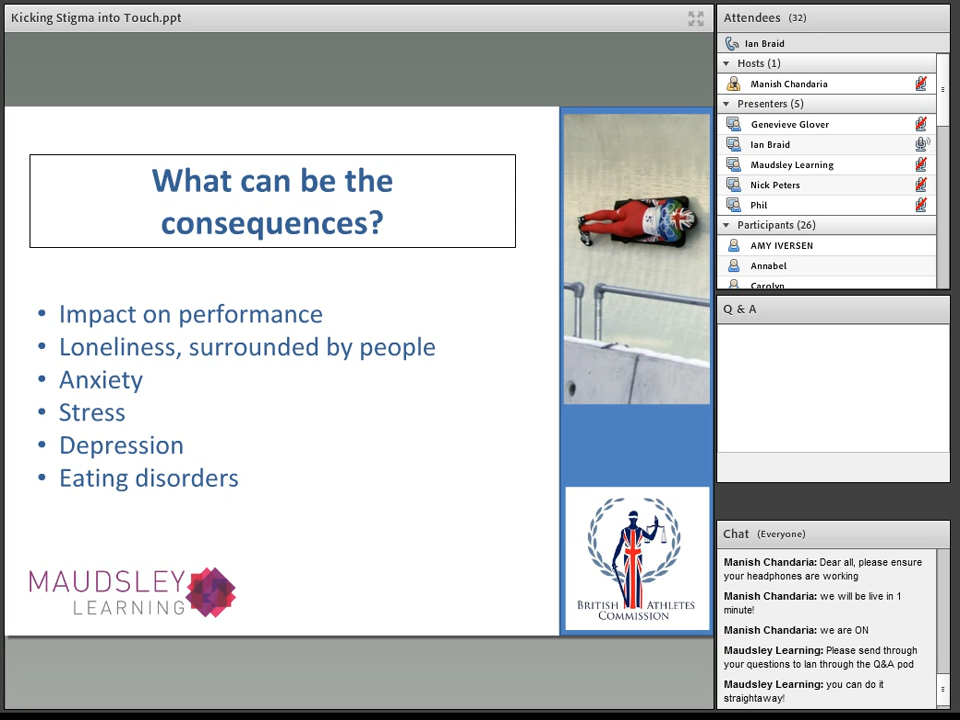 Kicking Stigma into Touch.ppt
What can be the
consequences?
• Impact on performance
• Loneliness, surrounded by people
• Anxiety
• Stress
• Depression
• Eating disorders
MAUDSLEY
LEARNING
BRITISH ATHLETES
COMMISSION
Attendees (32)
Ian Braid
Hosts (1)
Manish Chandaria
Presenters (5)
Genevieve Glover
Ian Braid
Maudsley Learning
Nick Peters
Phil
Participants (26)
AMY IVERSEN
Annabel
Carolyn
Q & A
Chat (Everyone)
Manish Chandaria: Dear all, please ensure
your headphones are working
Manish Chandaria: we will be live in 1
minute!
Manish Chandaria: we are ON
Maudsley Learning: Please send through
your questions to Ian through the Q&A pod
Maudsley Learning: you can do it
straightaway!